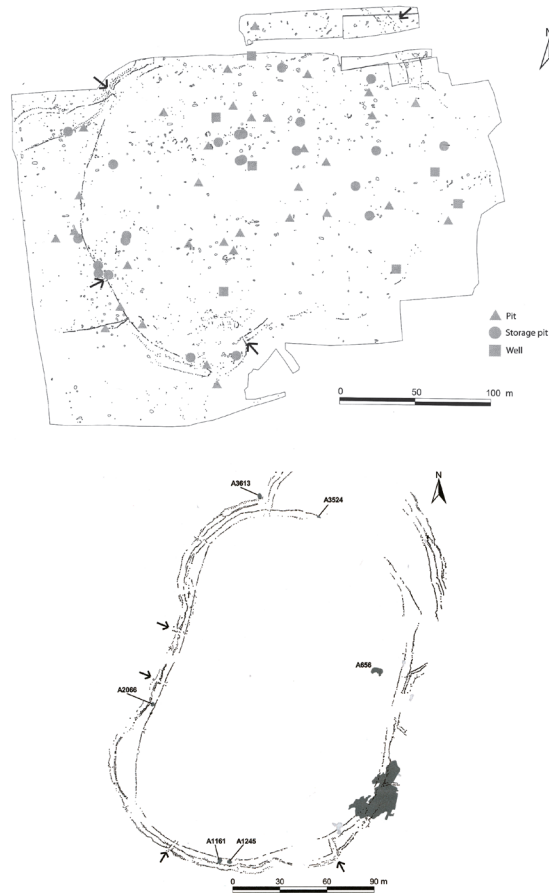 N
Pit
Storage pit
Well
0 50 100 m
A3613
N
A3524
A656
A2066
A1161 A1245
0 30 60 90 m